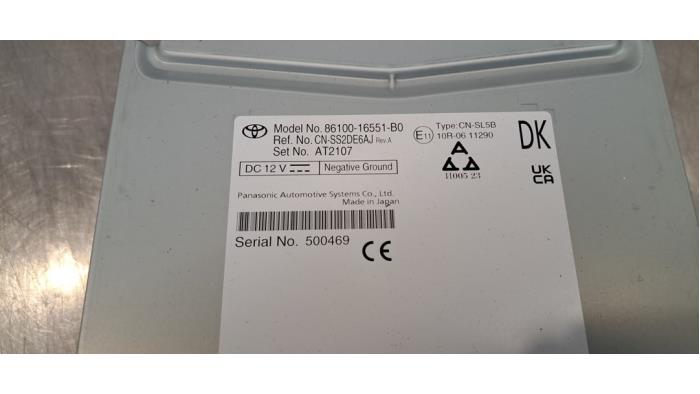 Model No. 86100-16551-B0
Ref. No. CN-SS2DE6AJ Rev.A
Set No. AT2107
DC 12 V Negative Ground
Panasonic Automotive Systems Co., Ltd.
Made in Japan
Serial No. 500469
CE
E11
Type: CN-SL5B
10R-06 11290
11005 23
DK
UK
CA